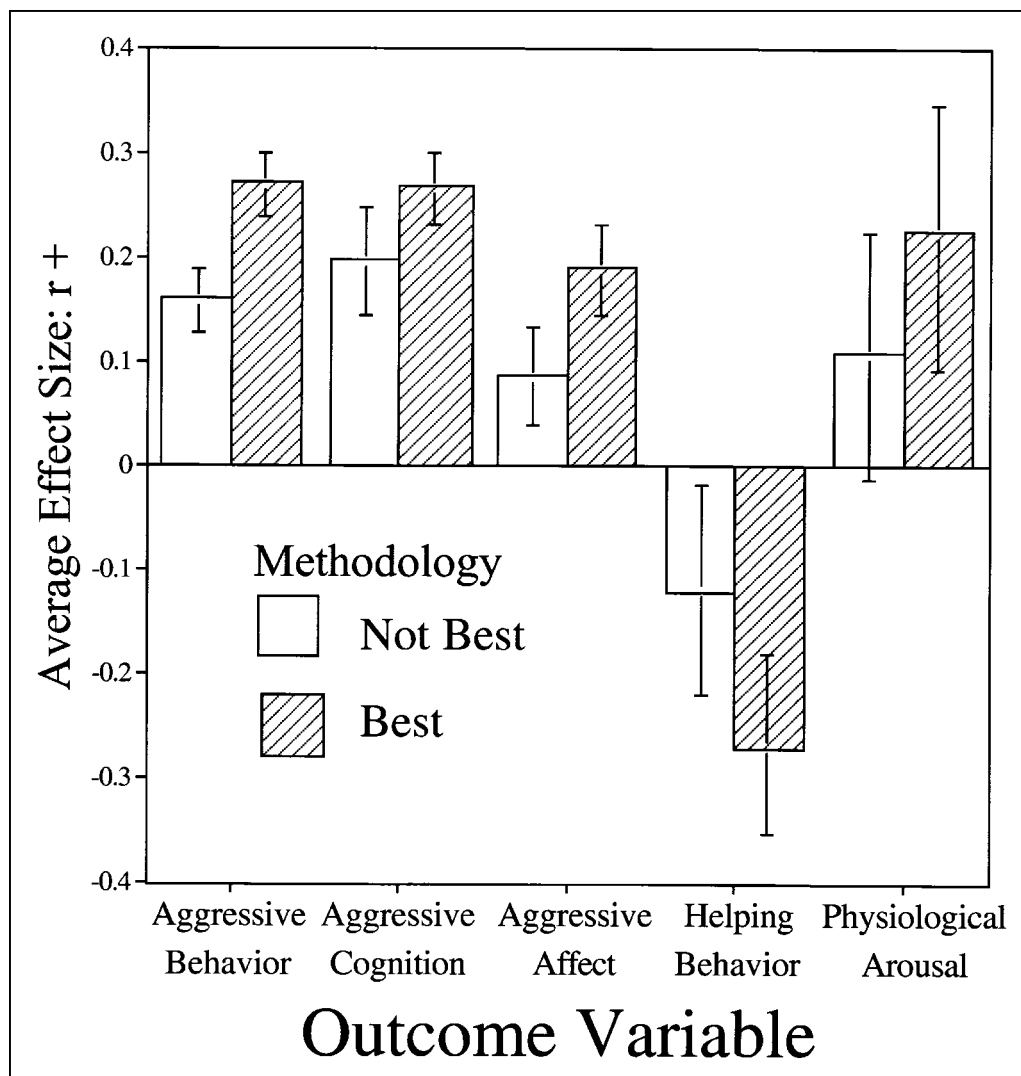 0.4
0.3
0.2
0.1
0
-0.1
-0.2
-0.3
-0.4
Average Effect Size: r +
Methodology
Not Best
Best
Aggressive Behavior
Aggressive Cognition
Aggressive Affect
Helping Behavior
Physiological Arousal
Outcome Variable